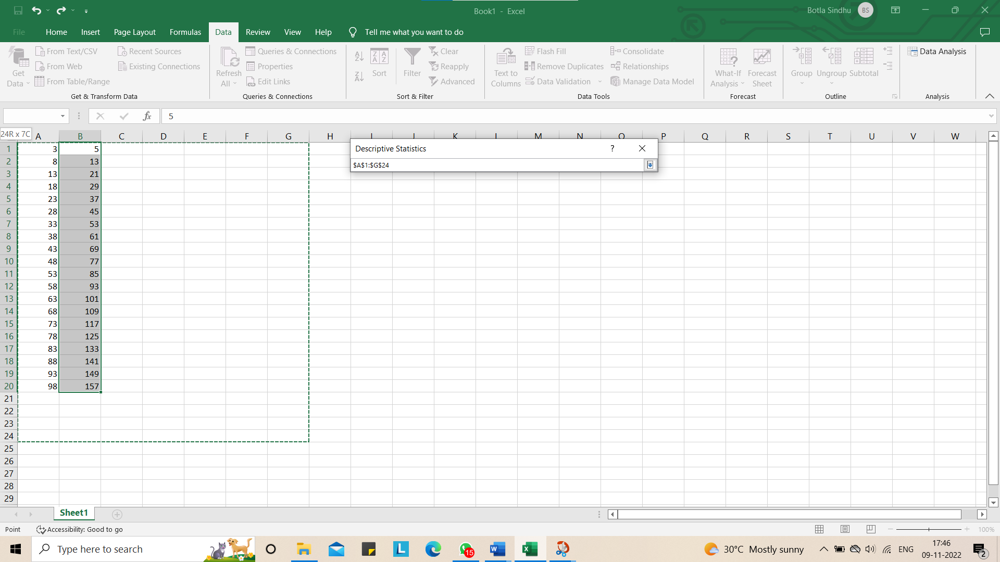 Book1 - Excel
Botla Sindhu BS
File Home Insert Page Layout Formulas Data Review View Help Tell me what you want to do
Get Data
From Text/CSV
From Web
From Table/Range
Recent Sources
Existing Connections
Get & Transform Data
Refresh All
Queries & Connections
Properties
Edit Links
Queries & Connections
Sort
Filter
Clear
Reapply
Advanced
Sort & Filter
Text to Columns
Flash Fill
Remove Duplicates
Data Validation
Consolidate
Relationships
Manage Data Model
Data Tools
What-If Analysis
Forecast Sheet
Forecast
Group
Ungroup
Subtotal
Outline
Data Analysis
Analysis
fx 5
24R x 7C
A B C D E F G H I J K L M N O P Q R S T U V W
Descriptive Statistics ?
$A$1:$G$24
1 3 5
2 8 13
3 13 21
4 18 29
5 23 37
6 28 45
7 33 53
8 38 61
9 43 69
10 48 77
11 53 85
12 58 93
13 63 101
14 68 109
15 73 117
16 78 125
17 83 133
18 88 141
19 93 149
20 98 157
21
22
23
24
25
26
27
28
29
Sheet1
Point Accessibility: Good to go 100%
Type here to search
15
30°C Mostly sunny
ENG
17:46
09-11-2022
2